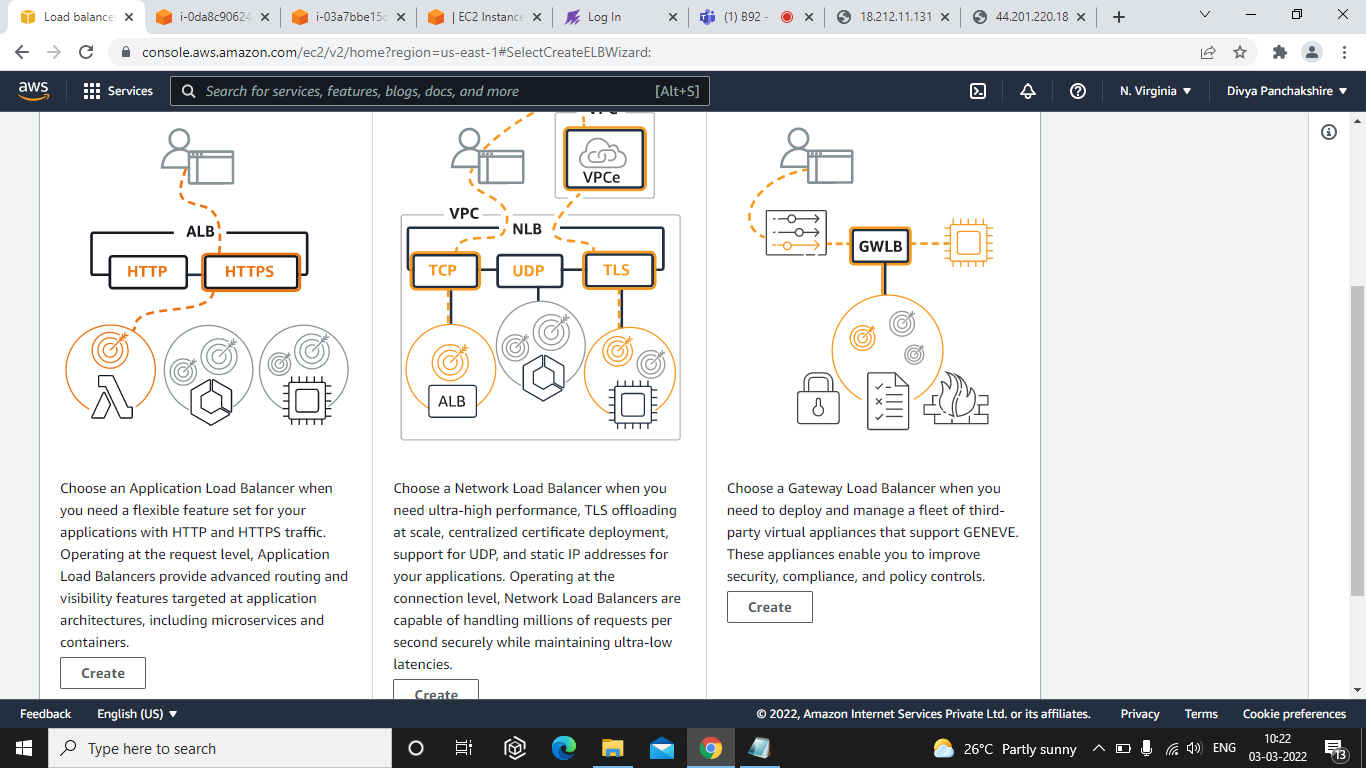 Load balance
i-0da8c90624
i-03a7bbe15c
| EC2 Instance
Log In
(1) B92 -
18.212.11.131
44.201.220.18
console.aws.amazon.com/ec2/v2/home?region=us-east-1#SelectCreateELBWizard:
aws
Services
Search for services, features, blogs, docs, and more
[Alt+S]
N. Virginia
Divya Panchakshire
ALB
HTTP
HTTPS
VPC
VPCe
VPC
NLB
TCP
UDP
TLS
ALB
GWLB
Choose an Application Load Balancer when
you need a flexible feature set for your
applications with HTTP and HTTPS traffic.
Operating at the request level, Application
Load Balancers provide advanced routing and
visibility features targeted at application
architectures, including microservices and
containers.
Create
Choose a Network Load Balancer when you
need ultra-high performance, TLS offloading
at scale, centralized certificate deployment,
support for UDP, and static IP addresses for
your applications. Operating at the
connection level, Network Load Balancers are
capable of handling millions of requests per
second securely while maintaining ultra-low
latencies.
Create
Choose a Gateway Load Balancer when you
need to deploy and manage a fleet of third-
party virtual appliances that support GENEVE.
These appliances enable you to improve
security, compliance, and policy controls.
Create
Feedback
English (US)
© 2022, Amazon Internet Services Private Ltd. or its affiliates.
Privacy
Terms
Cookie preferences
Type here to search
26°C Partly sunny
ENG
10:22
03-03-2022
13